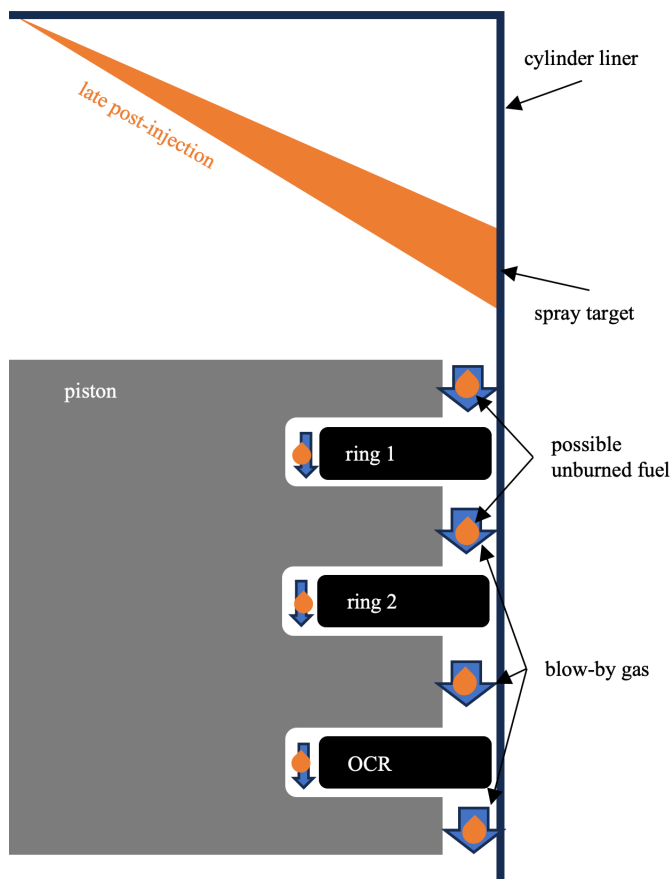 cylinder liner
late post-injection
spray target
piston
ring 1
possible
unburned fuel
ring 2
blow-by gas
OCR